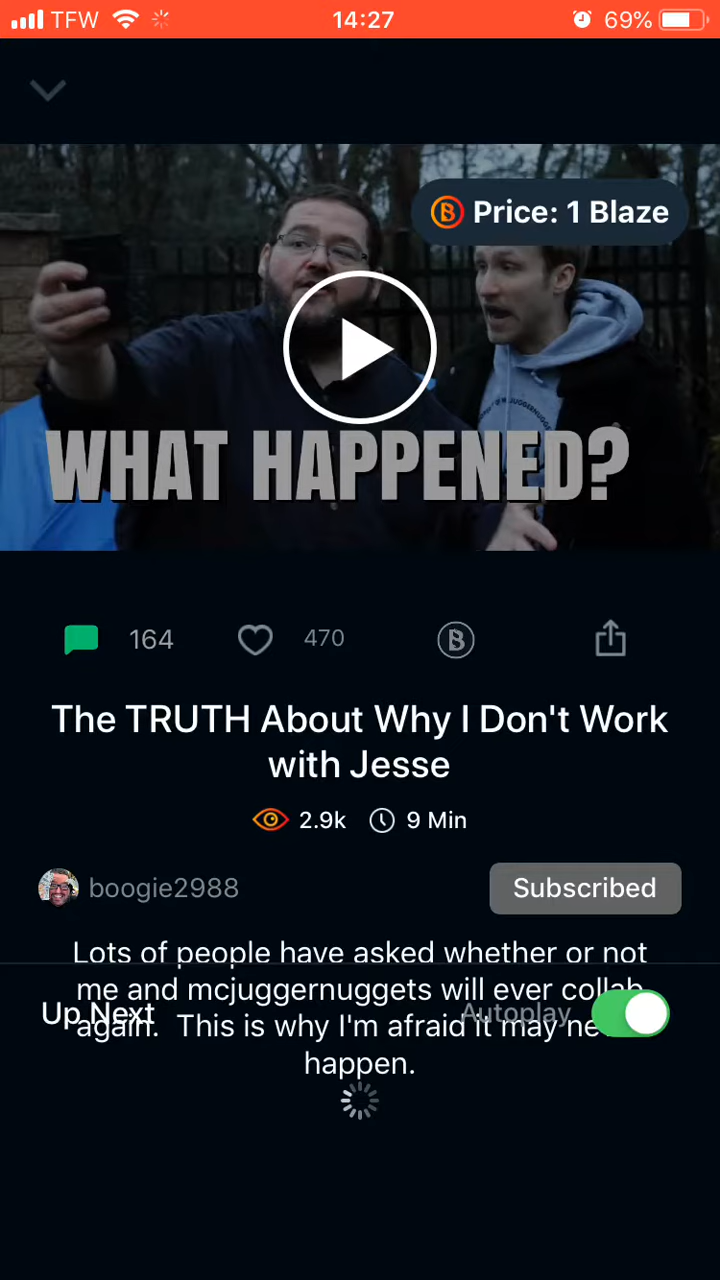 TFW 14:27 69%
Price: 1 Blaze
WHAT HAPPENED?
164 470
The TRUTH About Why I Don't Work
with Jesse
2.9k 9 Min
boogie2988 Subscribed
Lots of people have asked whether or not
me and mcjuggernuggets will ever collab
Up Next Autoplay
again. This is why I'm afraid it may
happen.